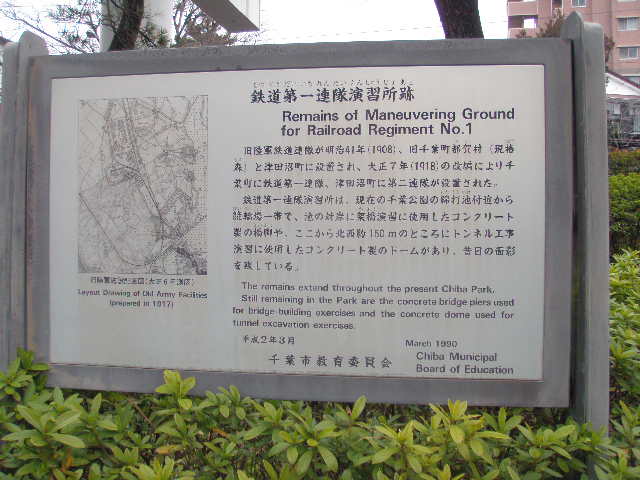 鉄道第一連隊演習所跡
Remains of Maneuvering Ground
for Railroad Regiment No.1
旧陸軍鉄道連隊が明治41年(1908)、旧千葉町都賀村(現椿
森)と津田沼町に設置され、大正7年(1918)の改編により千
葉町に鉄道第一連隊、津田沼町に第二連隊が設置された。
鉄道第一連隊演習所は、現在の千葉公園の綿打池付近から
競輪場一帯で、池の対岸に架橋演習に使用したコンクリート
製の橋脚や、ここから北西約150mのところにトンネル工事
演習に使用したコンクリート製のドームがあり、昔日の面影
を残している。
The remains extend throughout the present Chiba Park.
Still remaining in the Park are the concrete bridge piers used
for bridge-building exercises and the concrete dome used for
tunnel excavation exercises.
平成2年3月
千葉市教育委員会
March 1990
Chiba Municipal
Board of Education
(大正6年測図)
Layout Drawing of Old Army Facilities
(prepared in 1917)